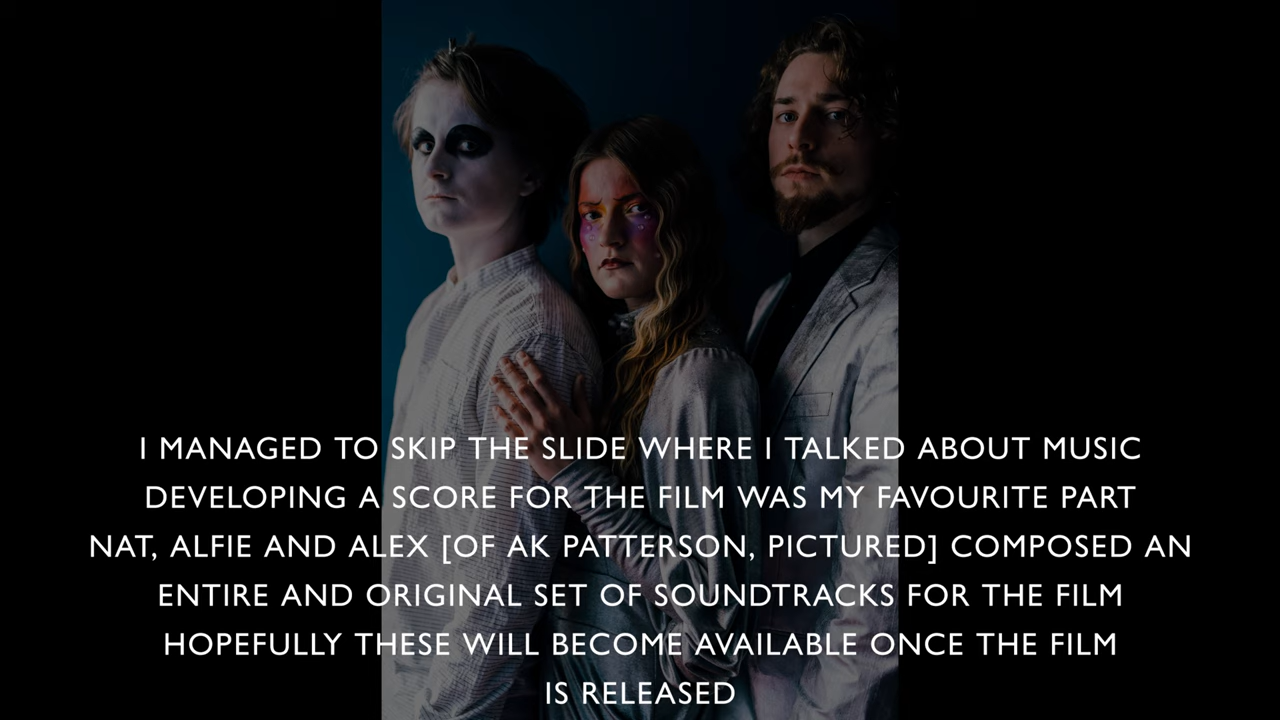 I MANAGED TO SKIP THE SLIDE WHERE I TALKED ABOUT MUSIC
DEVELOPING A SCORE FOR THE FILM WAS MY FAVOURITE PART
NAT, ALFIE AND ALEX [OF AK PATTERSON, PICTURED] COMPOSED AN
ENTIRE AND ORIGINAL SET OF SOUNDTRACKS FOR THE FILM
HOPEFULLY THESE WILL BECOME AVAILABLE ONCE THE FILM
IS RELEASED